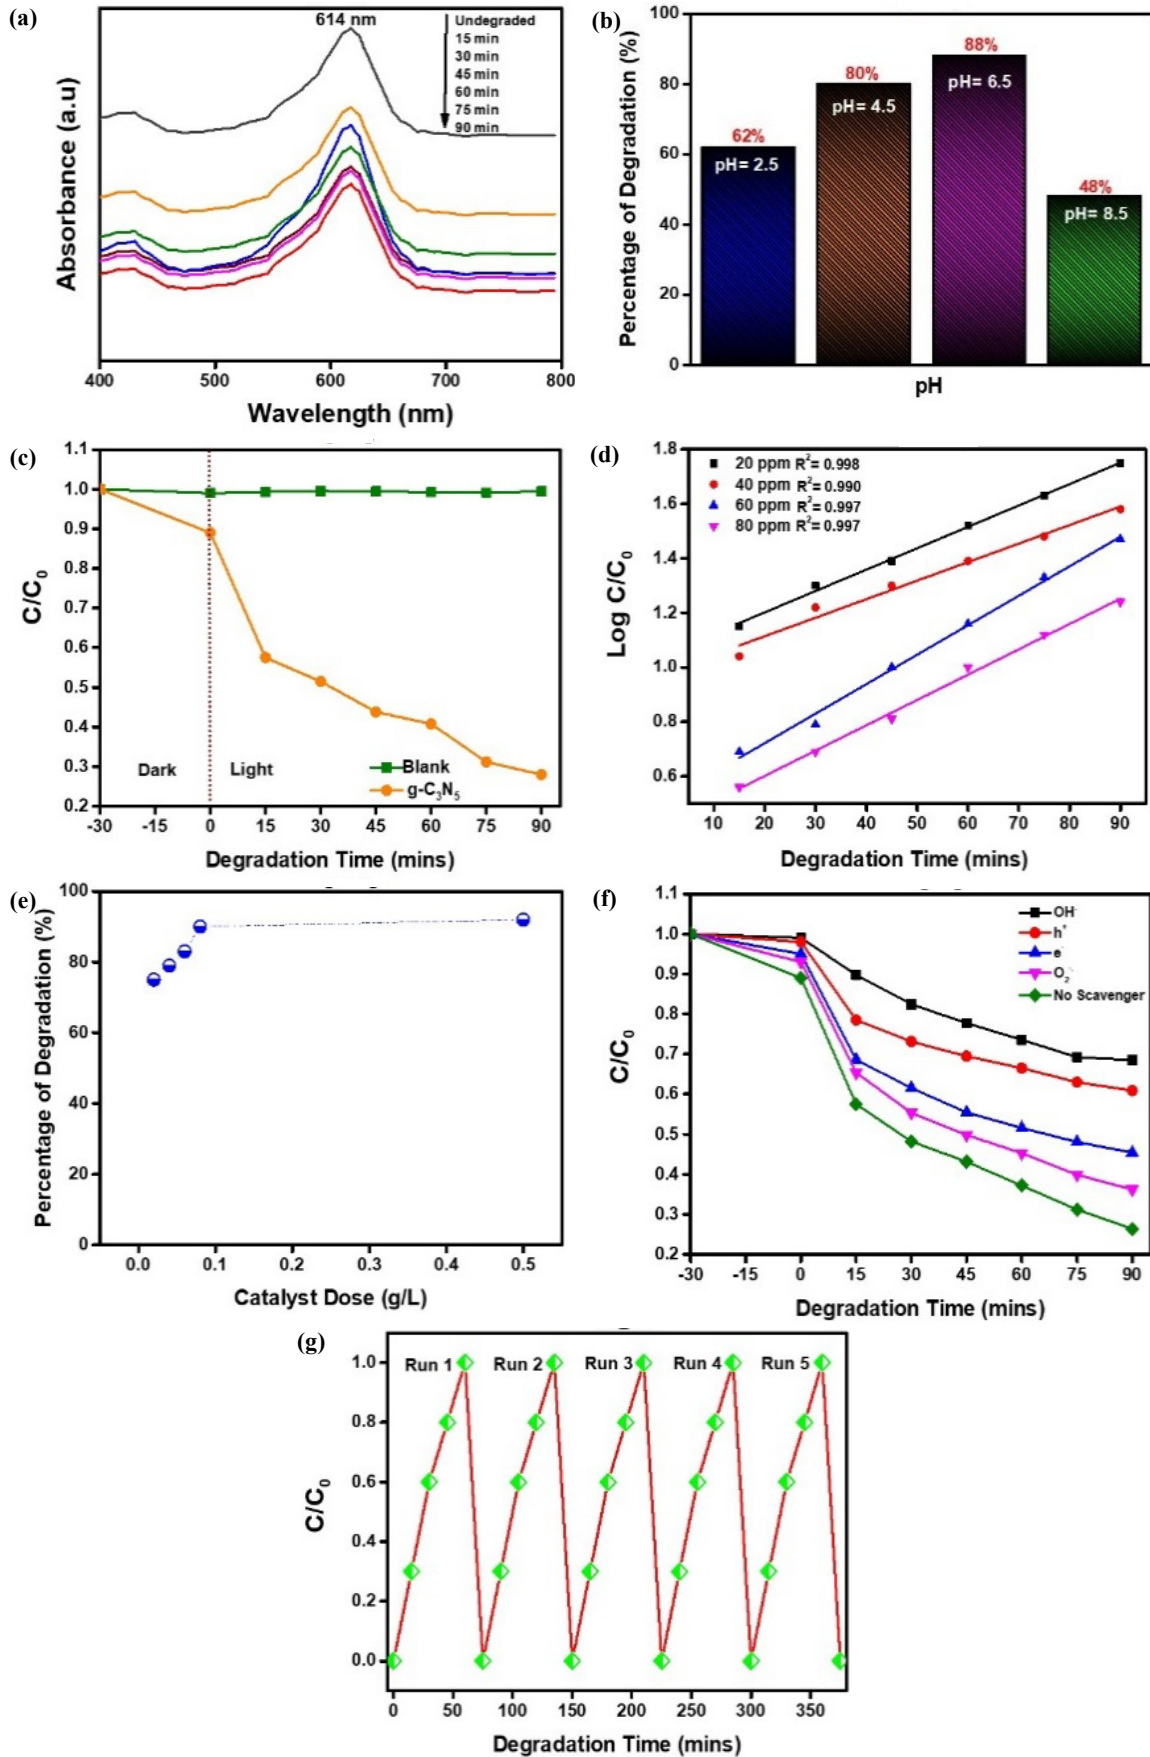 (a)
614 nm
Undegraded
15 min
30 min
45 min
60 min
75 min
90 min
Absorbance (a.u)
400 500 600 700 800
Wavelength (nm)
(b)
Percentage of Degradation (%)
100
80
60
40
20
0
62%
pH= 2.5
80%
pH= 4.5
88%
pH= 6.5
48%
pH= 8.5
pH
(c)
C/C0
1.1
1.0
0.9
0.8
0.7
0.6
0.5
0.4
0.3
0.2
Dark Light
Blank
g-C3N5
-30 -15 0 15 30 45 60 75 90
Degradation Time (mins)
(d)
Log C/C0
1.8
1.6
1.4
1.2
1.0
0.8
0.6
20 ppm R²= 0.998
40 ppm R²= 0.990
60 ppm R²= 0.997
80 ppm R²= 0.997
10 20 30 40 50 60 70 80 90
Degradation Time (mins)
(e)
Percentage of Degradation (%)
100
80
60
40
20
0
0.0 0.1 0.2 0.3 0.4 0.5
Catalyst Dose (g/L)
(f)
C/C0
1.1
1.0
0.9
0.8
0.7
0.6
0.5
0.4
0.3
0.2
OH·
h+
e-
O2·-
No Scavenger
-30 -15 0 15 30 45 60 75 90
Degradation Time (mins)
(g)
C/C0
1.0
0.8
0.6
0.4
0.2
0.0
Run 1 Run 2 Run 3 Run 4 Run 5
0 50 100 150 200 250 300 350
Degradation Time (mins)